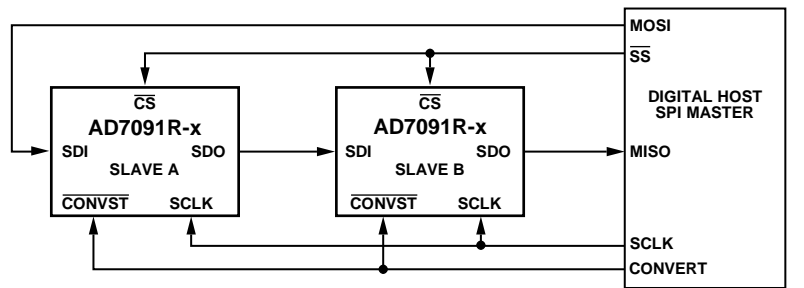 MOSI
SS
DIGITAL HOST
SPI MASTER
CS
AD7091R-x
SDI
SDO
SLAVE A
CONVST
SCLK
CS
AD7091R-x
SDI
SDO
SLAVE B
CONVST
SCLK
MISO
SCLK
CONVERT